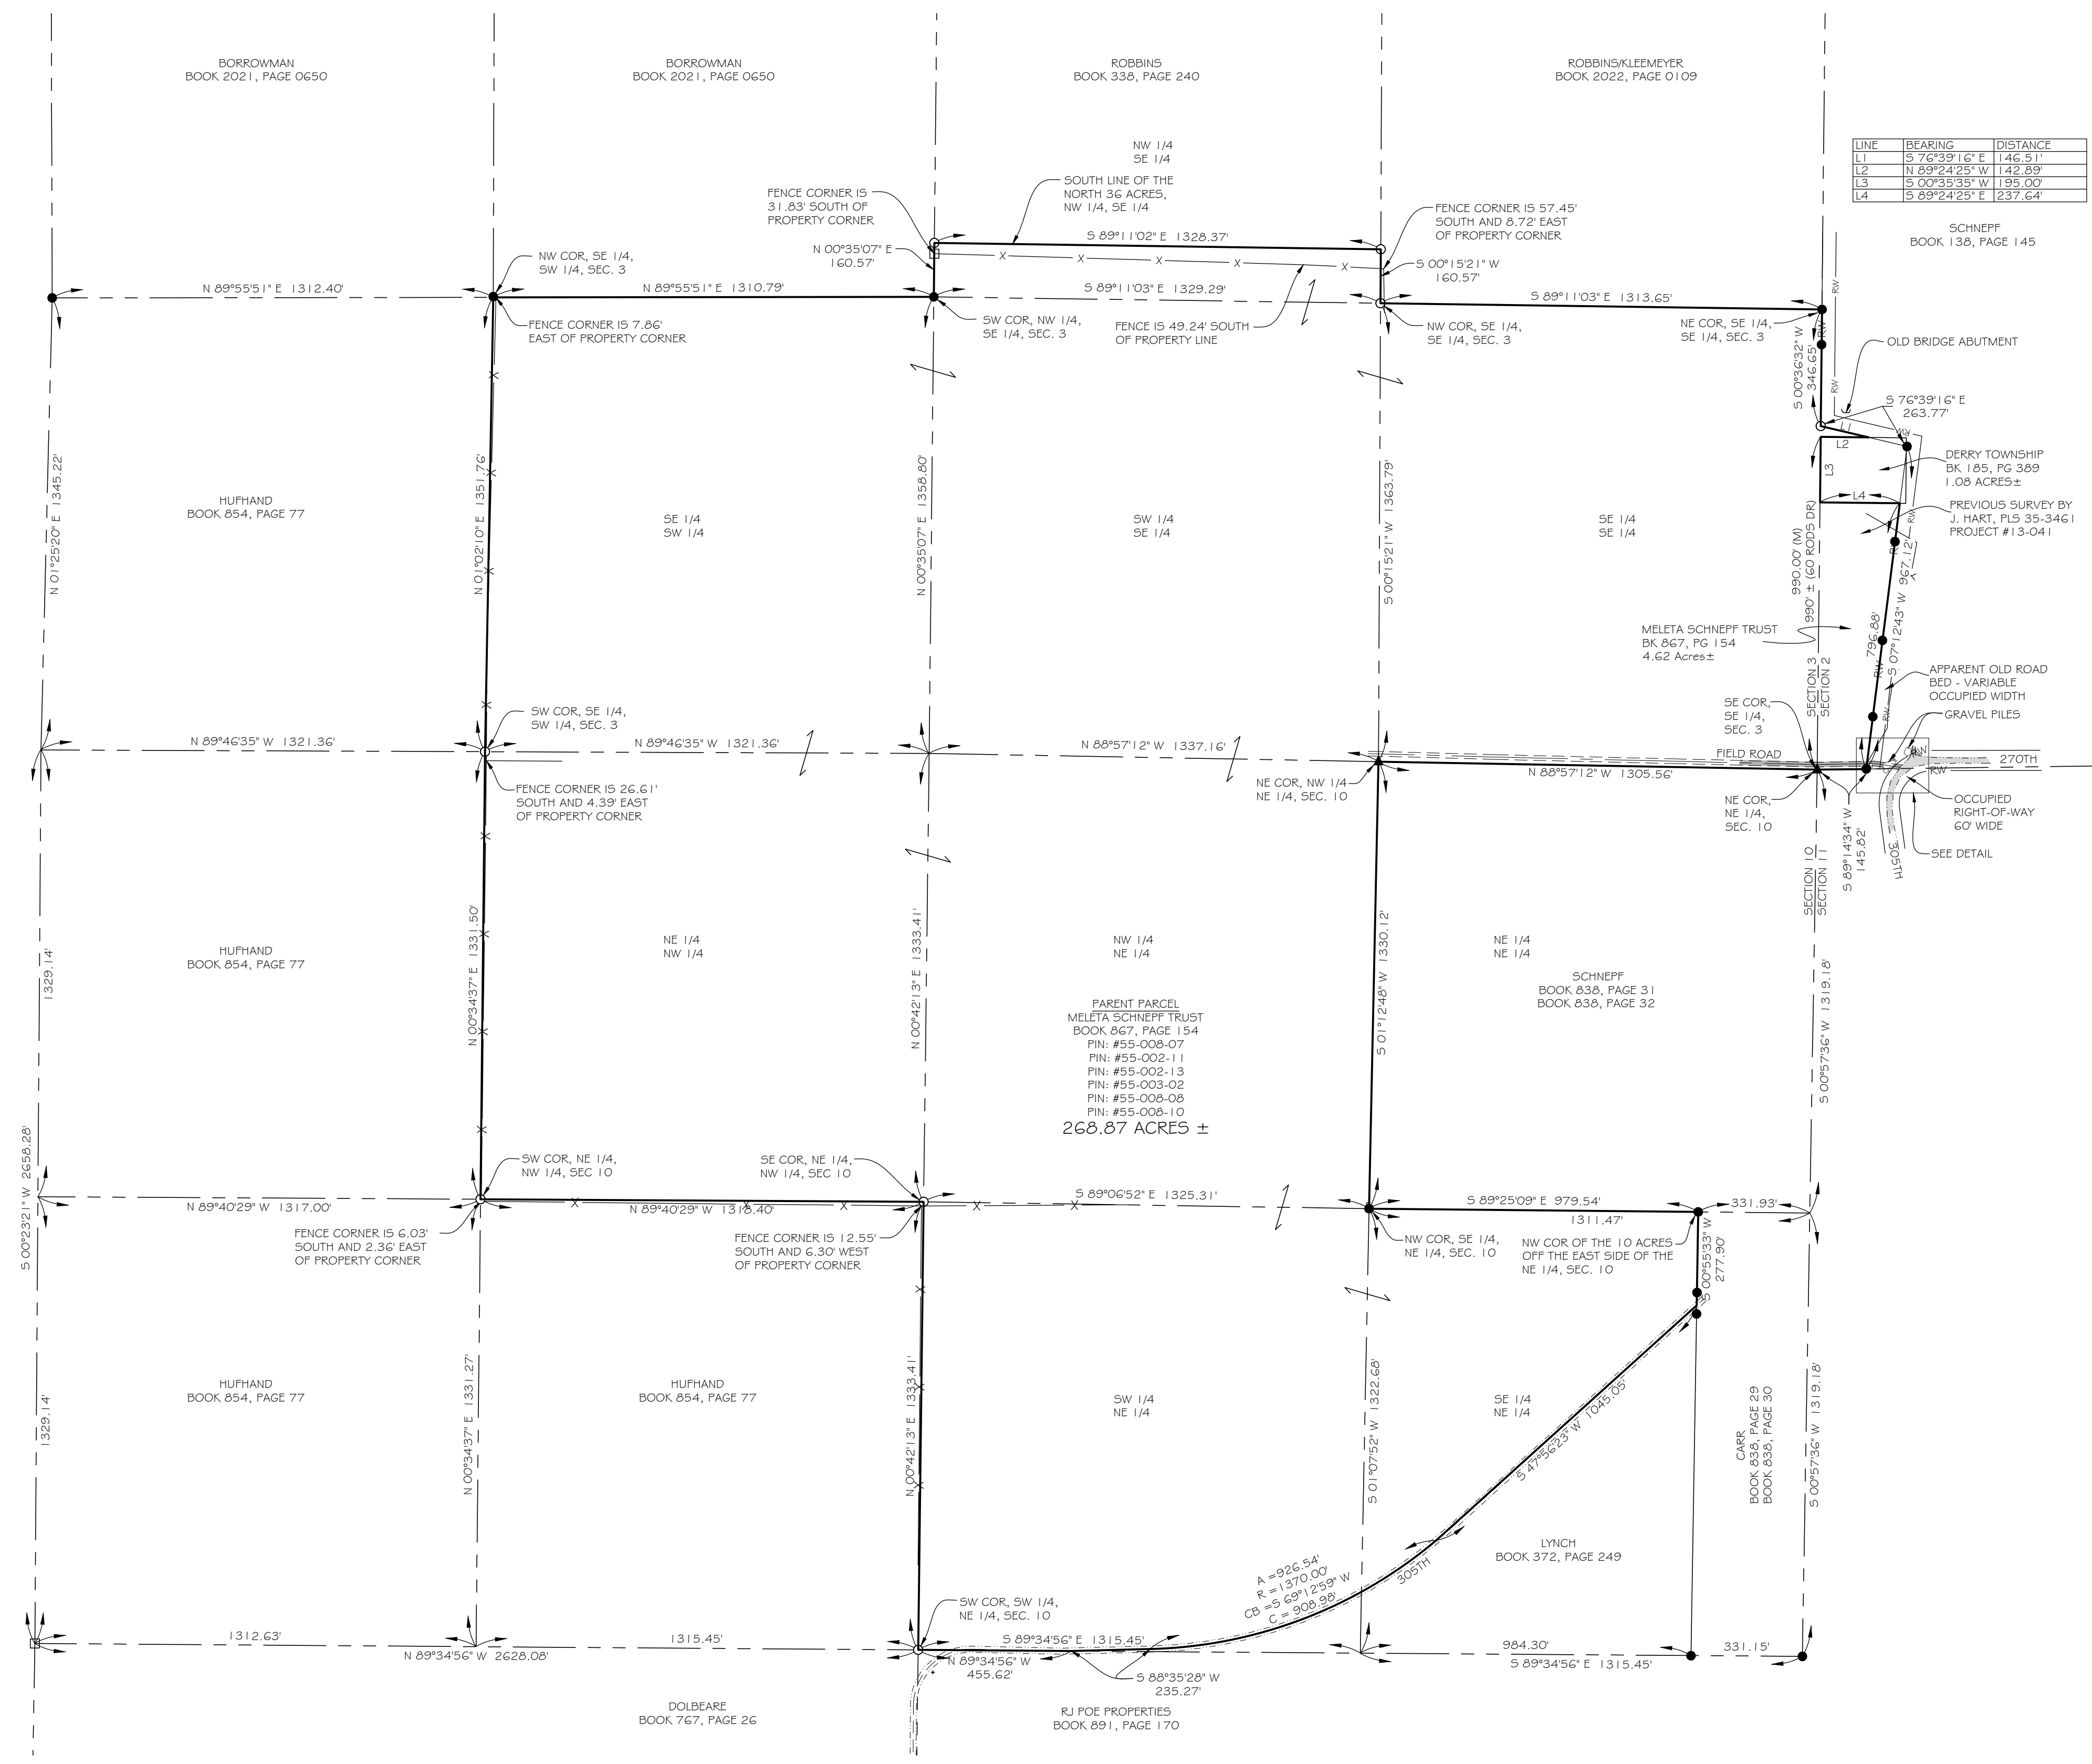 BORROWMAN
BOOK 2021, PAGE 0650
BORROWMAN
BOOK 2021, PAGE 0650
ROBBINS
BOOK 338, PAGE 240
ROBBINS/KLEEMEYER
BOOK 2022, PAGE 0109
LINE BEARING DISTANCE
L1 S 76°39'16" E 146.51'
L2 N 89°24'25" W 142.89'
L3 S 00°35'35" W 195.00'
L4 S 89°24'25" E 237.64'
SCHNEPF
BOOK 138, PAGE 145
NW 1/4
SE 1/4
SOUTH LINE OF THE
NORTH 36 ACRES,
NW 1/4, SE 1/4
FENCE CORNER IS
31.83' SOUTH OF
PROPERTY CORNER
FENCE CORNER IS 57.45'
SOUTH AND 8.72' EAST
OF PROPERTY CORNER
N 00°35'07" E
160.57'
S 89°11'02" E 1328.37'
S 00°15'21" W
160.57'
NW COR, SE 1/4,
SW 1/4, SEC. 3
N 89°55'51" E 1312.40'
N 89°55'51" E 1310.79'
S 89°11'03" E 1329.29'
S 89°11'03" E 1313.65'
FENCE CORNER IS 7.86'
EAST OF PROPERTY CORNER
SW COR, NW 1/4,
SE 1/4, SEC. 3
FENCE IS 49.24' SOUTH
OF PROPERTY LINE
NW COR, SE 1/4,
SE 1/4, SEC. 3
NE COR, SE 1/4,
SE 1/4, SEC. 3
S 00°36'32" W
346.65'
RW
RW
RW
OLD BRIDGE ABUTMENT
S 76°39'16" E
263.77'
L1
L2
L3
L4
DERRY TOWNSHIP
BK 185, PG 389
1.08 ACRES±
PREVIOUS SURVEY BY
J. HART, PLS 35-3461
PROJECT #13-041
RW
N 01°25'20" E 1345.22'
HUFHAND
BOOK 854, PAGE 77
N 01°02'10" E 1351.76'
SE 1/4
SW 1/4
N 00°35'07" E 1358.80'
SW 1/4
SE 1/4
S 00°15'21" W 1363.79'
SE 1/4
SE 1/4
990.00' (M)
990' ± (60 RODS DR)
S 07°12'43" W 967.12'
796.88'
RW
RW
MELETA SCHNEPF TRUST
BK 867, PG 154
4.62 Acres±
SECTION 3
SECTION 2
APPARENT OLD ROAD
BED - VARIABLE
OCCUPIED WIDTH
GRAVEL PILES
SE COR,
SE 1/4,
SEC. 3
SW COR, SE 1/4,
SW 1/4, SEC. 3
N 89°46'35" W 1321.36'
N 89°46'35" W 1321.36'
N 88°57'12" W 1337.16'
FIELD ROAD
N 88°57'12" W 1305.56'
270TH
RW
NE COR, NW 1/4
NE 1/4, SEC. 10
FENCE CORNER IS 26.61'
SOUTH AND 4.39' EAST
OF PROPERTY CORNER
NE COR,
NE 1/4,
SEC. 10
S 89°14'34" W
145.82'
305TH
OCCUPIED
RIGHT-OF-WAY
60' WIDE
SEE DETAIL
SECTION 10
SECTION 11
1329.14'
HUFHAND
BOOK 854, PAGE 77
N 00°34'37" E 1331.50'
NE 1/4
NW 1/4
N 00°42'13" E 1333.41'
NW 1/4
NE 1/4
S 01°12'48" W 1330.12'
NE 1/4
NE 1/4
SCHNEPF
BOOK 838, PAGE 31
BOOK 838, PAGE 32
S 00°57'36" W 1319.18'
PARENT PARCEL
MELETA SCHNEPF TRUST
BOOK 867, PAGE 154
PIN: #55-008-07
PIN: #55-002-11
PIN: #55-002-13
PIN: #55-003-02
PIN: #55-008-08
PIN: #55-008-10
268.87 ACRES ±
S 00°23'21" W 2658.28'
SW COR, NE 1/4,
NW 1/4, SEC 10
SE COR, NE 1/4,
NW 1/4, SEC 10
N 89°40'29" W 1317.00'
N 89°40'29" W 1318.40'
S 89°06'52" E 1325.31'
S 89°25'09" E 979.54'
331.93'
1311.47'
FENCE CORNER IS 6.03'
SOUTH AND 2.36' EAST
OF PROPERTY CORNER
FENCE CORNER IS 12.55'
SOUTH AND 6.30' WEST
OF PROPERTY CORNER
NW COR, SE 1/4,
NE 1/4, SEC. 10
NW COR OF THE 10 ACRES
OFF THE EAST SIDE OF THE
NE 1/4, SEC. 10
S 00°55'33" W
277.90'
1329.14'
HUFHAND
BOOK 854, PAGE 77
N 00°34'37" E 1331.27'
HUFHAND
BOOK 854, PAGE 77
N 00°42'13" E 1333.41'
SW 1/4
NE 1/4
S 01°07'52" W 1322.68'
SE 1/4
NE 1/4
S 47°56'23" W 1045.05'
CARR
BOOK 838, PAGE 29
BOOK 838, PAGE 30
S 00°57'36" W 1319.18'
LYNCH
BOOK 372, PAGE 249
A =926.54'
R =1370.00'
CB =S 69°12'59" W
C = 908.98'
305TH
SW COR, SW 1/4,
NE 1/4, SEC. 10
1312.63'
1315.45'
N 89°34'56" W 2628.08'
S 89°34'56" E 1315.45'
N 89°34'56" W
455.62'
S 88°35'28" W
235.27'
984.30'
331.15'
S 89°34'56" E 1315.45'
DOLBEARE
BOOK 767, PAGE 26
RJ POE PROPERTIES
BOOK 891, PAGE 170